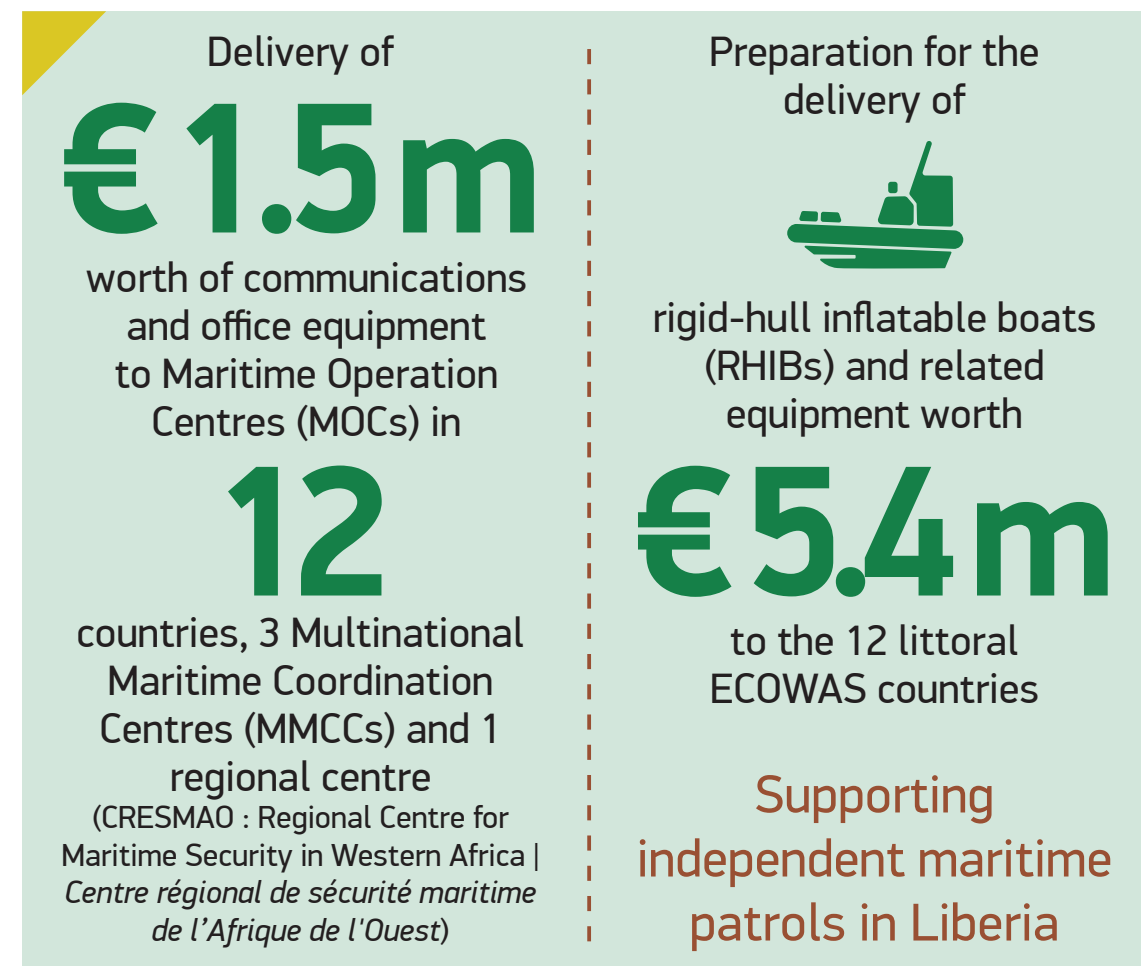 Delivery of
€1.5m
worth of communications
and office equipment
to Maritime Operation
Centres (MOCs) in
12
countries, 3 Multinational
Maritime Coordination
Centres (MMCCs) and 1
regional centre
(CRESMAO : Regional Centre for
Maritime Security in Western Africa |
Centre régional de sécurité maritime
de l’Afrique de l'Ouest)
Preparation for the
delivery of
rigid-hull inflatable boats
(RHIBs) and related
equipment worth
€5.4m
to the 12 littoral
ECOWAS countries
Supporting
independent maritime
patrols in Liberia